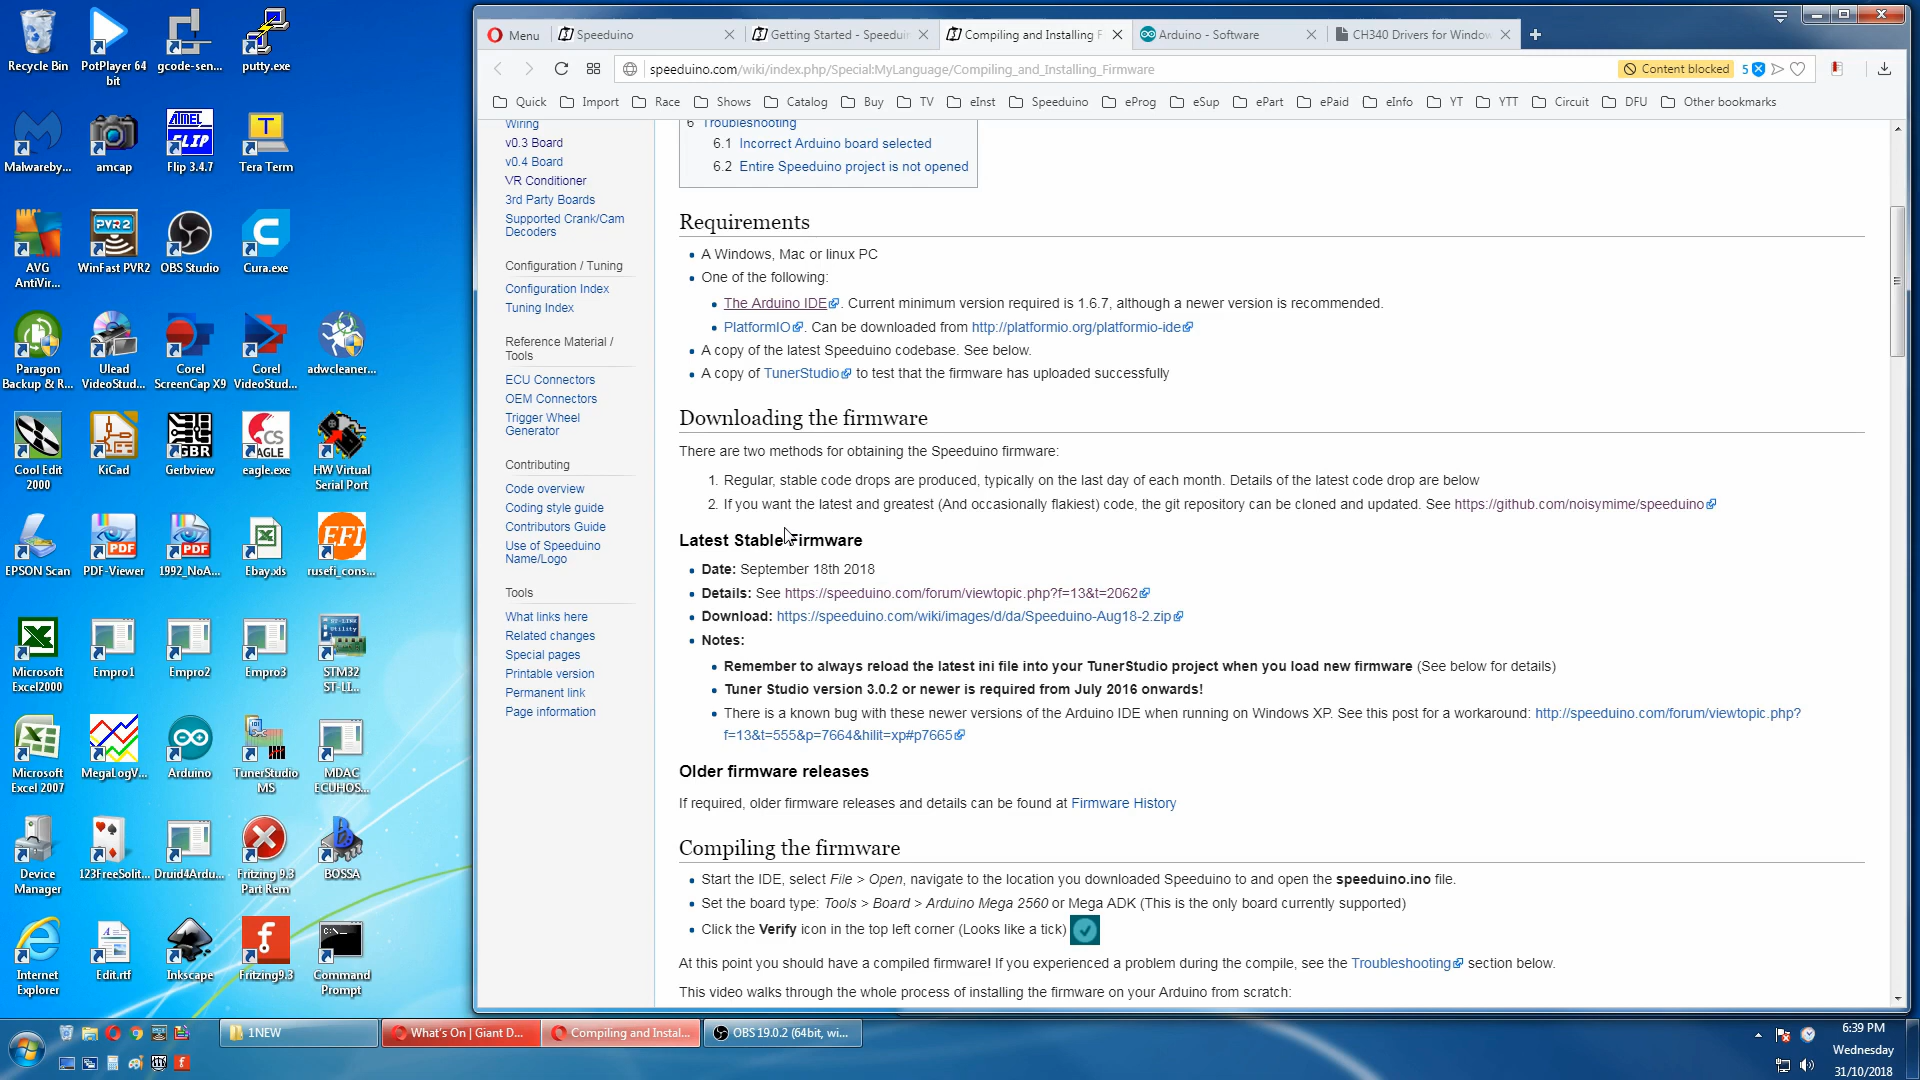 Recycle Bin
PotPlayer 64 bit
gcode-sen...
putty.exe
Malwareby...
amcap
ATMEL
FLIP
Flip 3.4.7
Tera Term
AVG AntiVir...
PVR2
WinFast PVR2
OBS Studio
Cura.exe
Paragon Backup & R...
Ulead VideoStud...
Corel ScreenCap X9
Corel VideoStud...
adwcleaner...
Cool Edit 2000
KiCad
GBR
Gerbview
CS
EAGLE
eagle.exe
HW Virtual Serial Port
EPSON Scan
PDF
PDF-Viewer
PDF
1992_NoA...
Ebay.xls
EFI
rusefi_cons...
Microsoft Excel2000
Empro1
Empro2
Empro3
STM32 ST-LI...
Microsoft Excel 2007
MegaLogV...
Arduino
TunerStudio MS
MDAC ECUHOS...
Device Manager
123FreeSolit...
Druid4Ardu...
Fritzing 9.3 Part Rem
BOSSA
Internet Explorer
Edit.rtf
Inkscape
Fritzing9.3
Command Prompt
Menu
Speeduino
Getting Started - Speeduin
Compiling and Installing F
Arduino - Software
CH340 Drivers for Window
speeduino.com/wiki/index.php/Special:MyLanguage/Compiling_and_Installing_Firmware
Content blocked
5
Quick Import Race Shows Catalog Buy TV eInst Speeduino eProg eSup ePart ePaid eInfo YT YTT Circuit DFU Other bookmarks
Wiring
v0.3 Board
v0.4 Board
VR Conditioner
3rd Party Boards
Supported Crank/Cam
Decoders
Configuration / Tuning
Configuration Index
Tuning Index
Reference Material /
Tools
ECU Connectors
OEM Connectors
Trigger Wheel
Generator
Contributing
Code overview
Coding style guide
Contributors Guide
Use of Speeduino
Name/Logo
Tools
What links here
Related changes
Special pages
Printable version
Permanent link
Page information
6 Troubleshooting
6.1 Incorrect Arduino board selected
6.2 Entire Speeduino project is not opened
Requirements
A Windows, Mac or linux PC
One of the following:
The Arduino IDE. Current minimum version required is 1.6.7, although a newer version is recommended.
PlatformIO. Can be downloaded from http://platformio.org/platformio-ide
A copy of the latest Speeduino codebase. See below.
A copy of TunerStudio to test that the firmware has uploaded successfully
Downloading the firmware
There are two methods for obtaining the Speeduino firmware:
1. Regular, stable code drops are produced, typically on the last day of each month. Details of the latest code drop are below
2. If you want the latest and greatest (And occasionally flakiest) code, the git repository can be cloned and updated. See https://github.com/noisymime/speeduino
Latest Stable Firmware
Date: September 18th 2018
Details: See https://speeduino.com/forum/viewtopic.php?f=13&t=2062
Download: https://speeduino.com/wiki/images/d/da/Speeduino-Aug18-2.zip
Notes:
Remember to always reload the latest ini file into your TunerStudio project when you load new firmware (See below for details)
Tuner Studio version 3.0.2 or newer is required from July 2016 onwards!
There is a known bug with these newer versions of the Arduino IDE when running on Windows XP. See this post for a workaround: http://speeduino.com/forum/viewtopic.php?
f=13&t=555&p=7664&hilit=xp#p7665
Older firmware releases
If required, older firmware releases and details can be found at Firmware History
Compiling the firmware
Start the IDE, select File > Open, navigate to the location you downloaded Speeduino to and open the speeduino.ino file.
Set the board type: Tools > Board > Arduino Mega 2560 or Mega ADK (This is the only board currently supported)
Click the Verify icon in the top left corner (Looks like a tick)
At this point you should have a compiled firmware! If you experienced a problem during the compile, see the Troubleshooting section below.
This video walks through the whole process of installing the firmware on your Arduino from scratch:
1NEW
What's On | Giant D...
Compiling and Instal...
OBS 19.0.2 (64bit, wi...
6:39 PM
Wednesday
31/10/2018